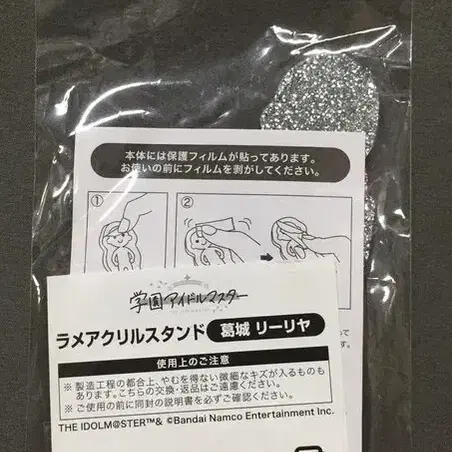 本体には保護フィルムが貼ってあります。
お使いの前にフィルムを剥がしてください。
①
②
学園アイドルマスター
ラメアクリルスタンド 葛城 リーリヤ
使用上のご注意
※製造工程の都合上、やむを得ない微細なキズが入るものも
あります。こちらの交換・返品はご遠慮ください。
※ご使用の前に同封の説明書を必ずご確認ください。
THE IDOLM@STER™& ©Bandai Namco Entertainment Inc.